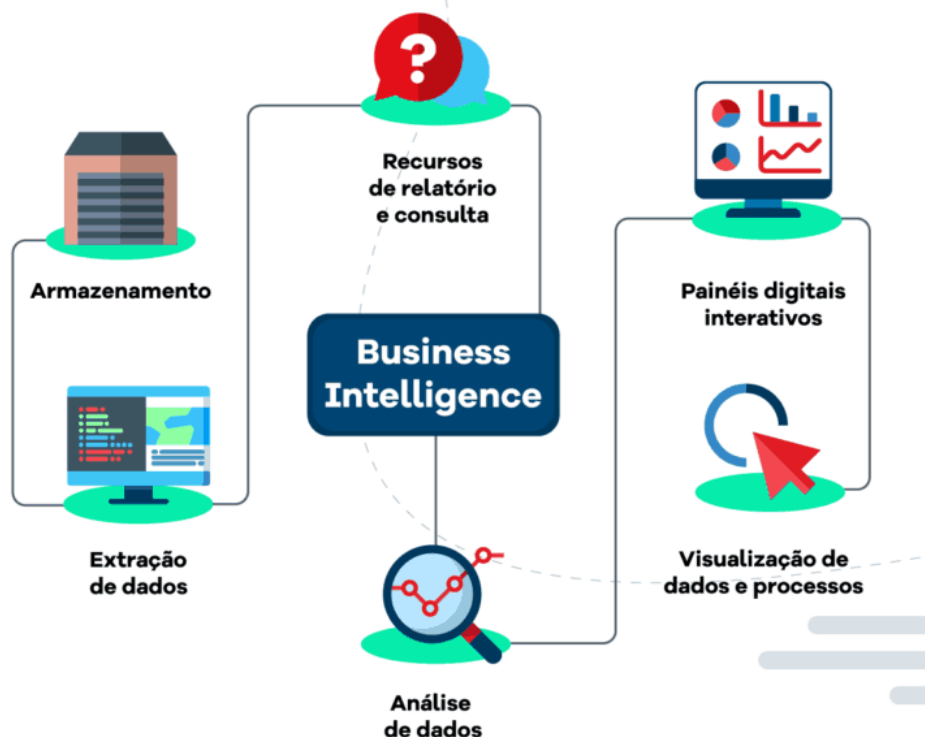 ?
Recursos
de relatório
e consulta
Armazenamento
Painéis digitais
interativos
Business
Intelligence
Extração
de dados
Visualização de
dados e processos
Análise
de dados